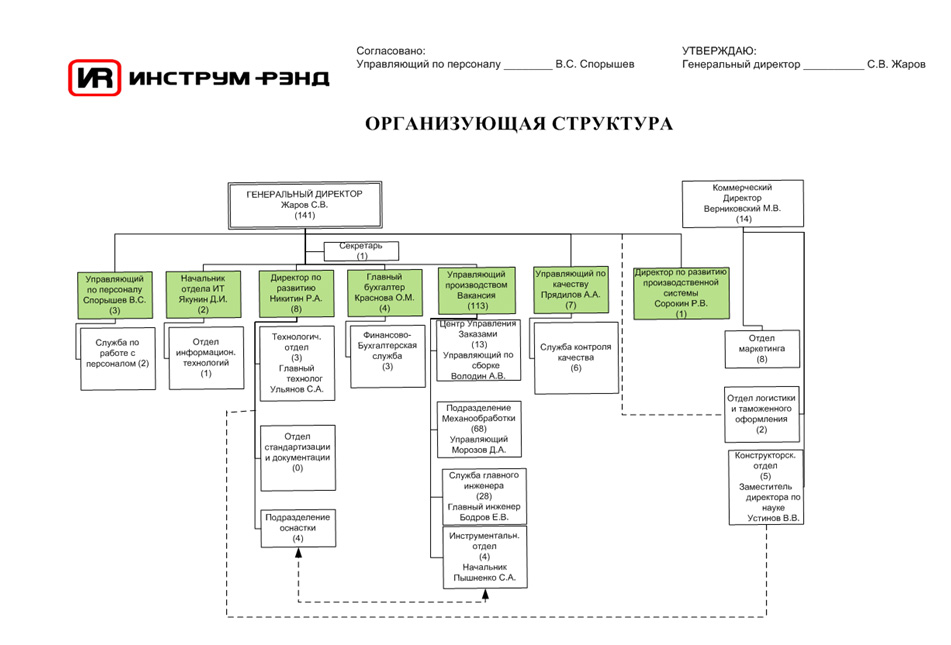 Согласовано:
Управляющий по персоналу ________ В.С. Спорышев
УТВЕРЖДАЮ:
Генеральный директор __________ С.В. Жаров
IR ИНСТРУМ-РЭНД
ОРГАНИЗУЮЩАЯ СТРУКТУРА
ГЕНЕРАЛЬНЫЙ ДИРЕКТОР
Жаров С.В.
(141)
Коммерческий
Директор
Верниковский М.В.
(14)
Секретарь
(1)
Управляющий
по персоналу
Спорышев В.С.
(3)
Начальник
отдела ИТ
Якунин Д.И.
(2)
Директор по
развитию
Никитин Р.А.
(8)
Главный
бухгалтер
Краснова О.М.
(4)
Управляющий
производством
Вакансия
(113)
Управляющий по
качеству
Прядилов А.А.
(7)
Директор по развитию
производственной
системы
Сорокин Р.В.
(1)
Служба по
работе с
персоналом (2)
Отдел
информацион.
технологий
(1)
Технологич.
отдел
(3)
Главный
технолог
Ульянов С.А.
Финансово-
Бухгалтерская
служба
(3)
Центр Управления
Заказами
(13)
Управляющий по
сборке
Володин А.В.
Служба контроля
качества
(6)
Отдел
маркетинга
(8)
Отдел логистики
и таможенного
оформления
(2)
Подразделение
Механообработки
(68)
Управляющий
Морозов Д.А.
Отдел
стандартизации
и документации
(0)
Конструкторск.
отдел
(5)
Заместитель
директора по
науке
Устинов В.В.
Служба главного
инженера
(28)
Главный инженер
Бодров Е.В.
Подразделение
оснастки
(4)
Инструментальн.
отдел
(4)
Начальник
Пышненко С.А.